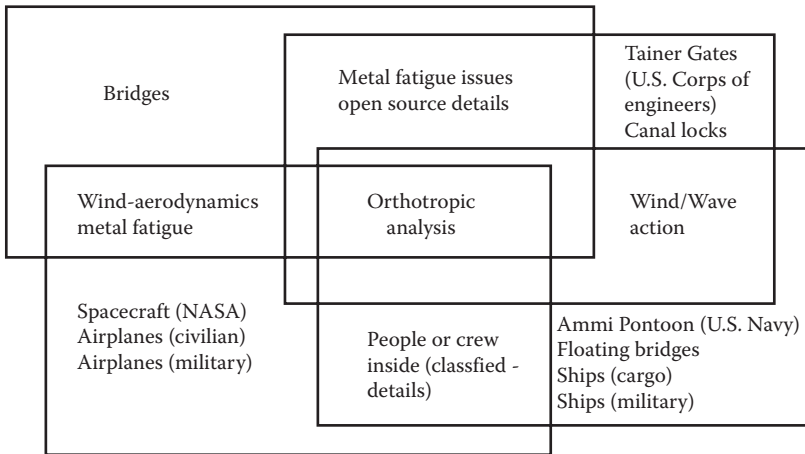 Bridges
Metal fatigue issues
open source details
Tainer Gates
(U.S. Corps of
engineers)
Canal locks
Wind-aerodynamics
metal fatigue
Orthotropic
analysis
Wind/Wave
action
Spacecraft (NASA)
Airplanes (civilian)
Airplanes (military)
People or crew
inside (classfied -
details)
Ammi Pontoon (U.S. Navy)
Floating bridges
Ships (cargo)
Ships (military)